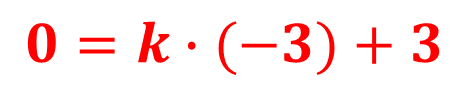 0 = k · (−3) + 3